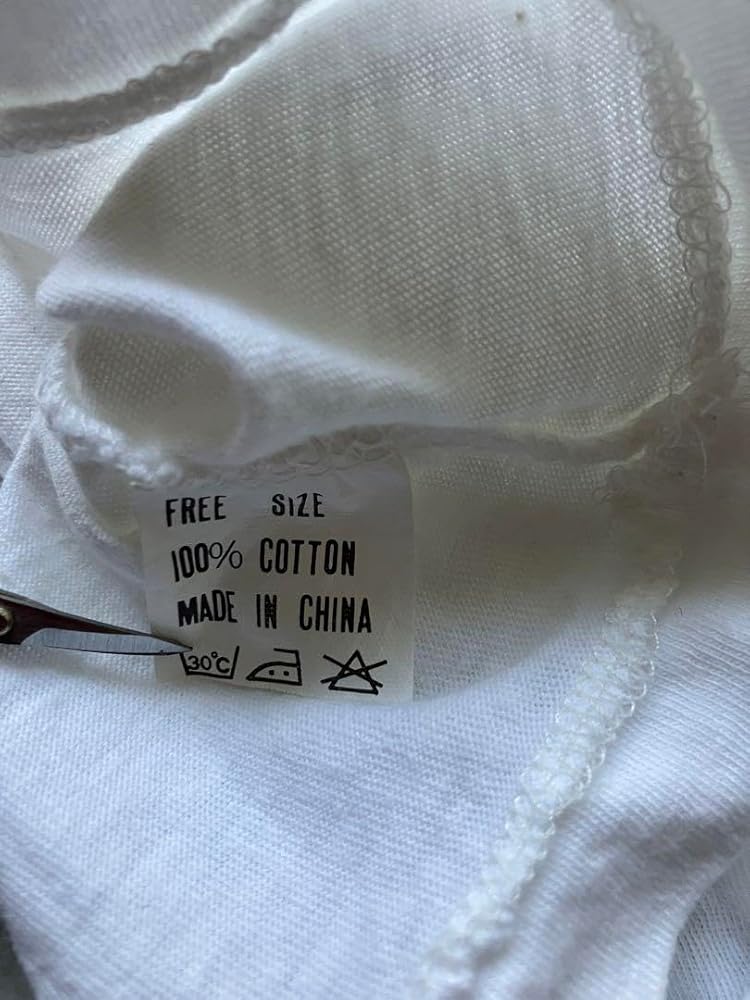 FREE SIZE
100% COTTON
MADE IN CHINA
30°C